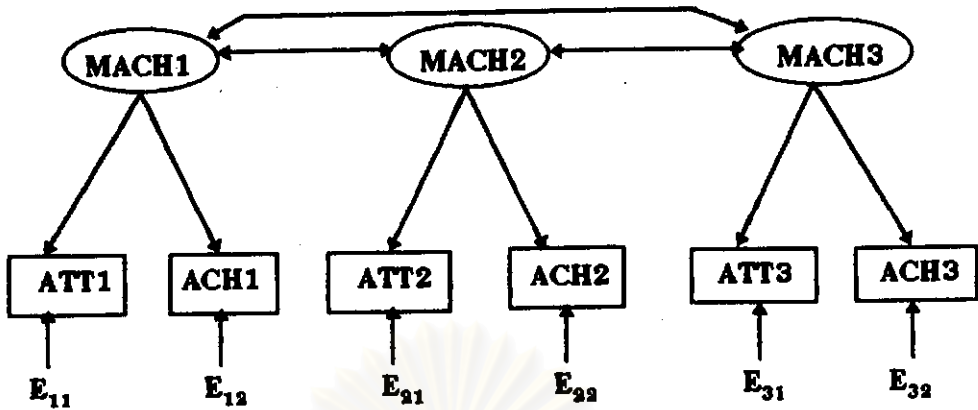 MACH1 MACH2 MACH3
ATT1 ACH1 ATT2 ACH2 ATT3 ACH3
E₁₁ E₁₂ E₂₁ E₂₂ E₃₁ E₃₂